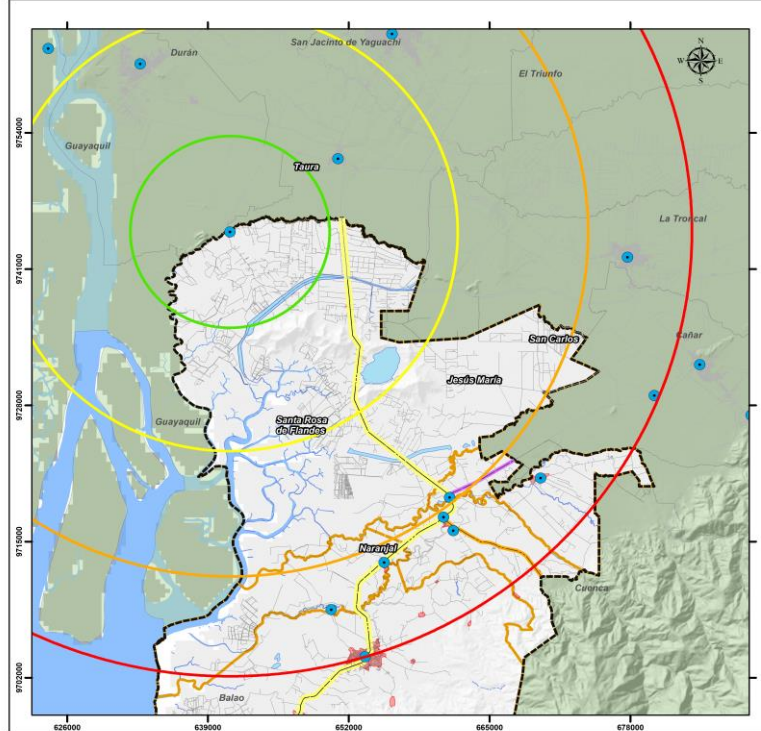 San Jacinto de Yaguachi
Durán
N
W E
S
El Triunfo
9754000
Guayaquil
Taura
La Troncal
9741000
San Carlos
Cañar
Jesús María
9728000
Guayaquil
Santa Rosa
de Flandes
9715000
Naranjal
Cuenca
9702000
Balao
626000 639000 652000 665000 678000